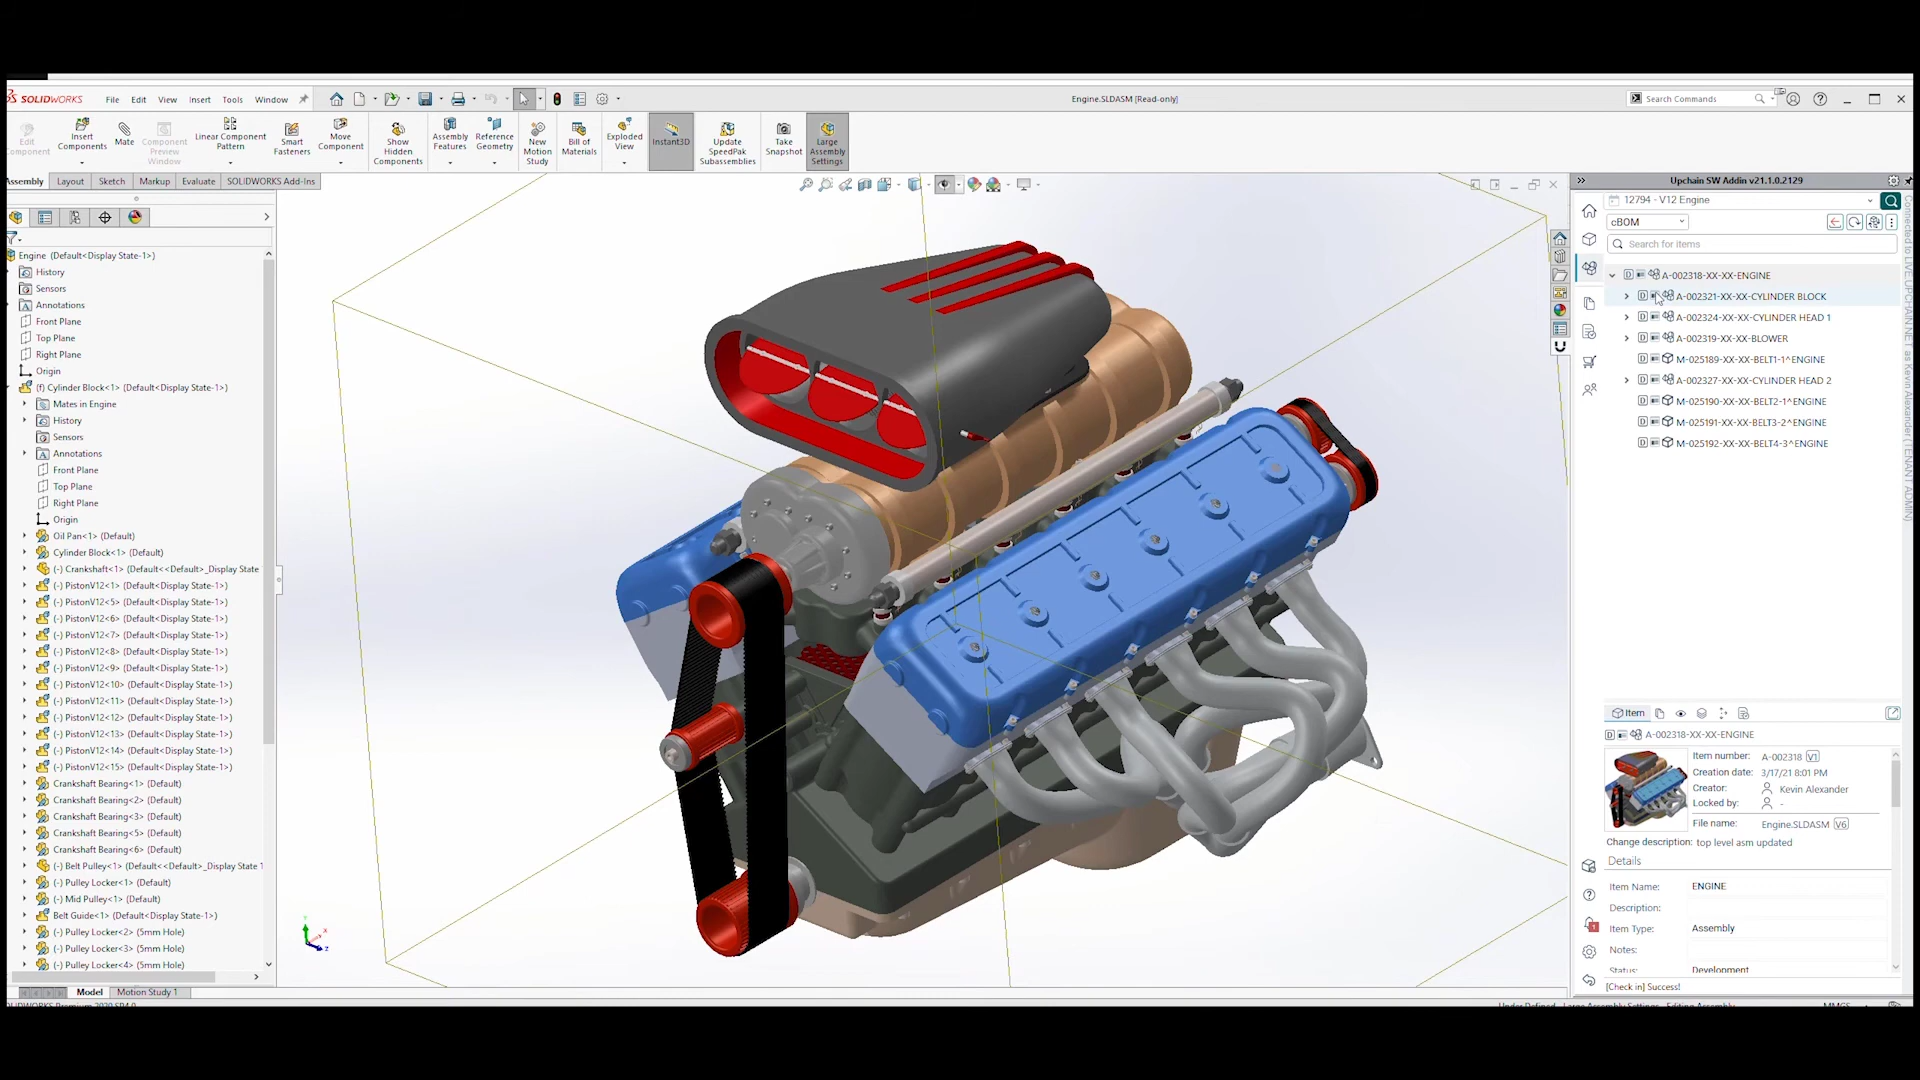 SOLIDWORKS
File Edit View Insert Tools Window
Engine.SLDASM [Read-only]
Search Commands
Edit Component
Insert Components
Mate
Component Preview Window
Linear Component Pattern
Smart Fasteners
Move Component
Show Hidden Components
Assembly Features
Reference Geometry
New Motion Study
Bill of Materials
Exploded View
Instant3D
Update SpeedPak Subassemblies
Take Snapshot
Large Assembly Settings
Assembly Layout Sketch Markup Evaluate SOLIDWORKS Add-Ins
Engine (Default<Display State-1>)
History
Sensors
Annotations
Front Plane
Top Plane
Right Plane
Origin
(f) Cylinder Block<1> (Default<Display State-1>)
Mates in Engine
History
Sensors
Annotations
Front Plane
Top Plane
Right Plane
Origin
Oil Pan<1> (Default)
Cylinder Block<1> (Default)
(-) Crankshaft<1> (Default<<Default>_Display State
(-) PistonV12<1> (Default<Display State-1>)
(-) PistonV12<5> (Default<Display State-1>)
(-) PistonV12<6> (Default<Display State-1>)
(-) PistonV12<7> (Default<Display State-1>)
(-) PistonV12<8> (Default<Display State-1>)
(-) PistonV12<9> (Default<Display State-1>)
(-) PistonV12<10> (Default<Display State-1>)
(-) PistonV12<11> (Default<Display State-1>)
(-) PistonV12<12> (Default<Display State-1>)
(-) PistonV12<13> (Default<Display State-1>)
(-) PistonV12<14> (Default<Display State-1>)
(-) PistonV12<15> (Default<Display State-1>)
Crankshaft Bearing<1> (Default)
Crankshaft Bearing<2> (Default)
Crankshaft Bearing<3> (Default)
Crankshaft Bearing<5> (Default)
Crankshaft Bearing<6> (Default)
(-) Belt Pulley<1> (Default<<Default>_Display State 1
(-) Pulley Locker<1> (Default)
(-) Mid Pulley<1> (Default)
Belt Guide<1> (Default<Display State-1>)
(-) Pulley Locker<2> (5mm Hole)
(-) Pulley Locker<3> (5mm Hole)
(-) Pulley Locker<4> (5mm Hole)
Model Motion Study 1
Upchain SW Addin v21.1.0.2129
12794 - V12 Engine
cBOM
Search for items
A-002318-XX-XX-ENGINE
A-002321-XX-XX-CYLINDER BLOCK
A-002324-XX-XX-CYLINDER HEAD 1
A-002319-XX-XX-BLOWER
M-025189-XX-XX-BELT1-1^ENGINE
A-002327-XX-XX-CYLINDER HEAD 2
M-025190-XX-XX-BELT2-1^ENGINE
M-025191-XX-XX-BELT3-2^ENGINE
M-025192-XX-XX-BELT4-3^ENGINE
Item
A-002318-XX-XX-ENGINE
Item number: A-002318 V1
Creation date: 3/17/21 8:01 PM
Creator: Kevin Alexander
Locked by: -
File name: Engine.SLDASM V6
Change description: top level asm updated
Details
Item Name: ENGINE
Description:
Item Type: Assembly
Notes:
Status: Development
[Check in] Success!